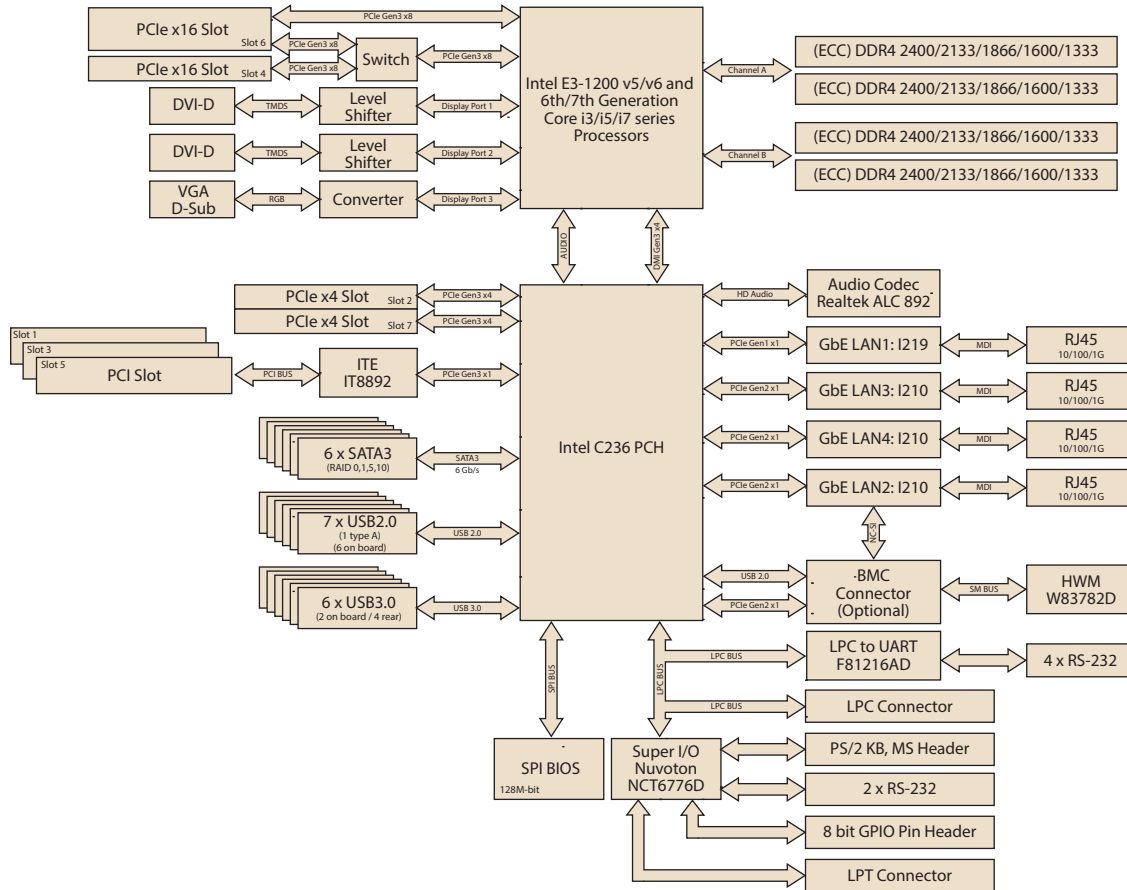 PCIe x16 Slot
Slot 6
PCIe Gen3 x8
PCIe Gen3 x8
PCIe x16 Slot
Slot 4
PCIe Gen3 x8
Switch
PCIe Gen3 x8
DVI-D
TMDS
Level
Shifter
Display Port 1
DVI-D
TMDS
Level
Shifter
Display Port 2
VGA
D-Sub
RGB
Converter
Display Port 3
Intel E3-1200 v5/v6 and
6th/7th Generation
Core i3/i5/i7 series
Processors
Channel A
(ECC) DDR4 2400/2133/1866/1600/1333
(ECC) DDR4 2400/2133/1866/1600/1333
Channel B
(ECC) DDR4 2400/2133/1866/1600/1333
(ECC) DDR4 2400/2133/1866/1600/1333
AUDIO
DMI Gen3 x4
PCIe x4 Slot
Slot 2
PCIe Gen3 x4
PCIe x4 Slot
Slot 7
PCIe Gen3 x4
Slot 1
Slot 3
Slot 5
PCI Slot
PCI BUS
ITE
IT8892
PCIe Gen3 x1
6 x SATA3
(RAID 0,1,5,10)
SATA3
6 Gb/s
7 x USB2.0
(1 type A)
(6 on board)
USB 2.0
6 x USB3.0
(2 on board / 4 rear)
USB 3.0
Intel C236 PCH
HD Audio
Audio Codec
Realtek ALC 892
PCIe Gen1 x1
GbE LAN1: I219
MDI
RJ45
10/100/1G
PCIe Gen2 x1
GbE LAN3: I210
MDI
RJ45
10/100/1G
PCIe Gen2 x1
GbE LAN4: I210
MDI
RJ45
10/100/1G
PCIe Gen2 x1
GbE LAN2: I210
MDI
RJ45
10/100/1G
NC-SI
USB 2.0
PCIe Gen2 x1
BMC
Connector
(Optional)
SM BUS
HWM
W83782D
SPI BUS
LPC BUS
LPC BUS
LPC to UART
F81216AD
4 x RS-232
LPC BUS
LPC Connector
SPI BIOS
128M-bit
Super I/O
Nuvoton
NCT6776D
PS/2 KB, MS Header
2 x RS-232
8 bit GPIO Pin Header
LPT Connector